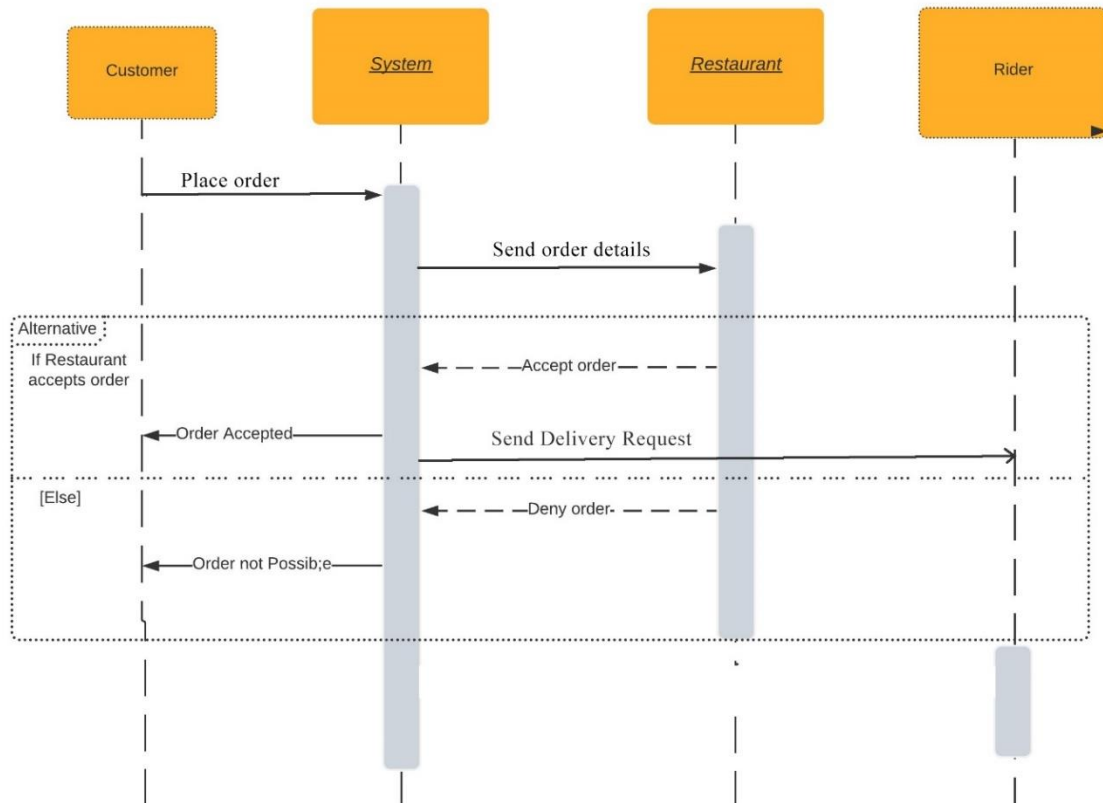 Customer
System
Restaurant
Rider
Place order
Send order details
Alternative
If Restaurant
accepts order
Accept order
Order Accepted
Send Delivery Request
[Else]
Deny order
Order not Possib;e